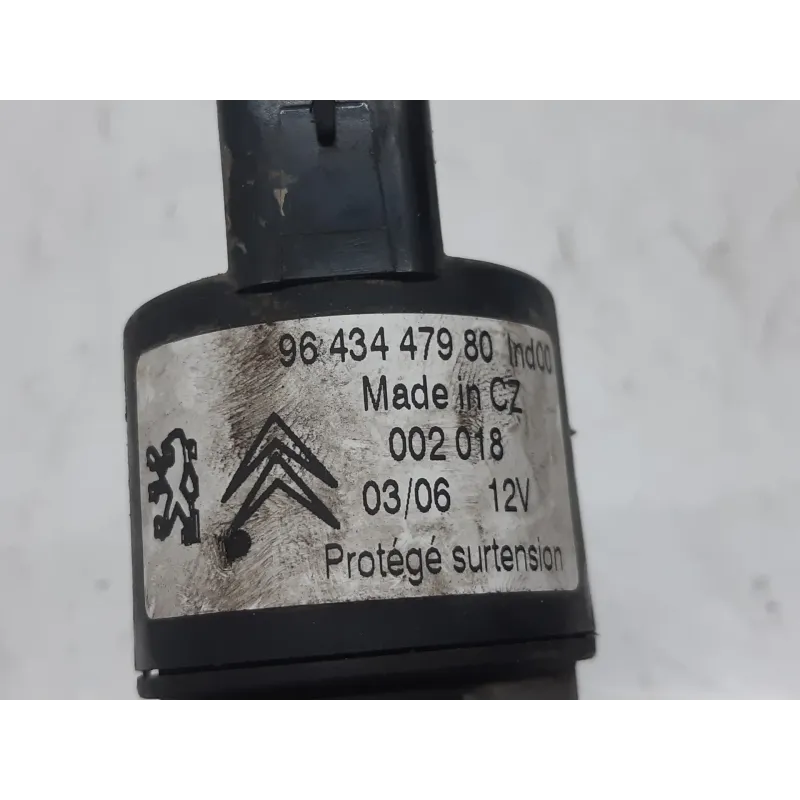 96 434 479 80 Ind00
Made in CZ
002 018
03/06 12V
Protégé surtension